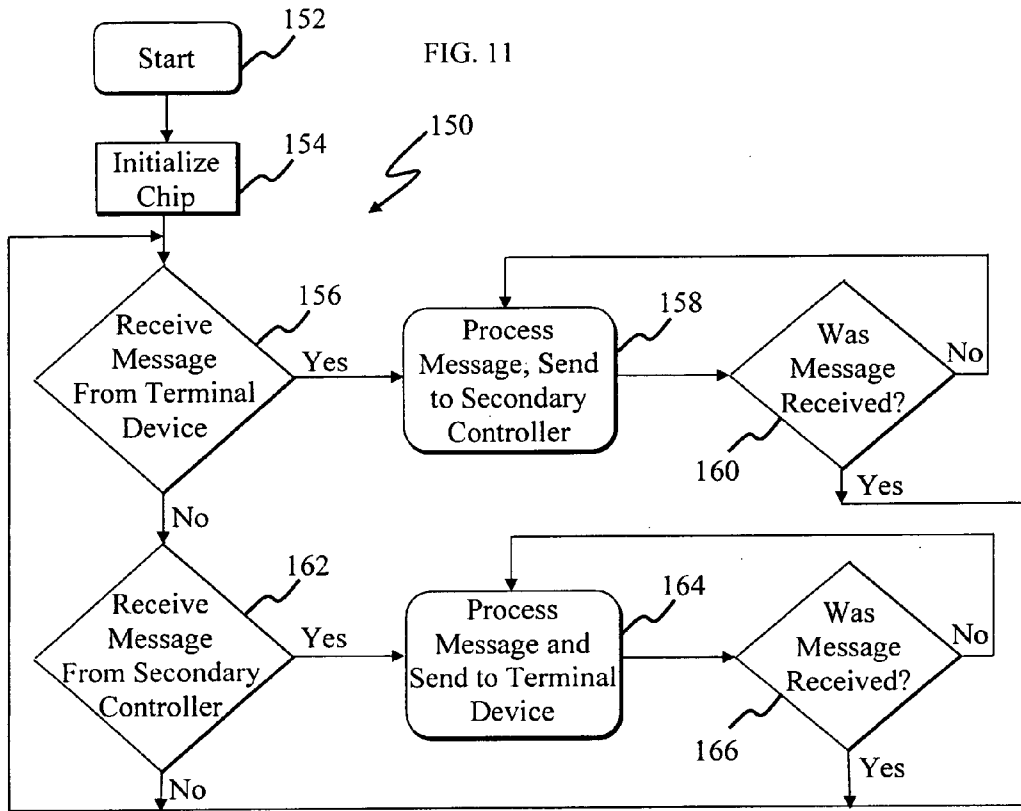 152
Start
FIG. 11
150
154
Initialize
Chip
156
Receive
Message
From Terminal
Device
Yes
158
Process
Message, Send
to Secondary
Controller
Was
Message
Received?
No
160
Yes
No
162
Receive
Message
From Secondary
Controller
Yes
164
Process
Message and
Send to Terminal
Device
Was
Message
Received?
No
166
Yes
No